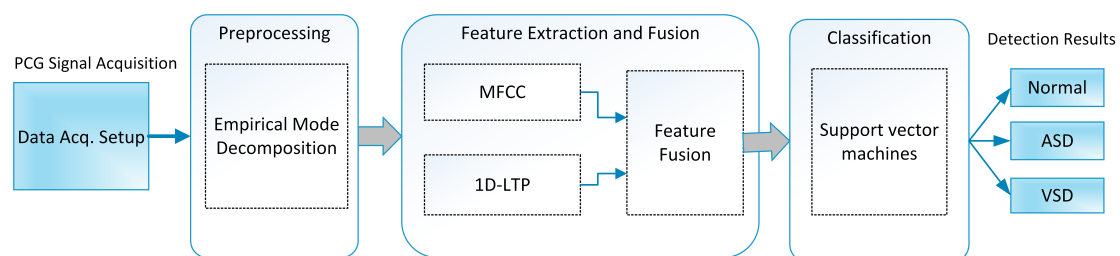 PCG Signal Acquisition
Data Acq. Setup
Preprocessing
Empirical Mode
Decomposition
Feature Extraction and Fusion
MFCC
1D-LTP
Feature
Fusion
Classification
Support vector
machines
Detection Results
Normal
ASD
VSD